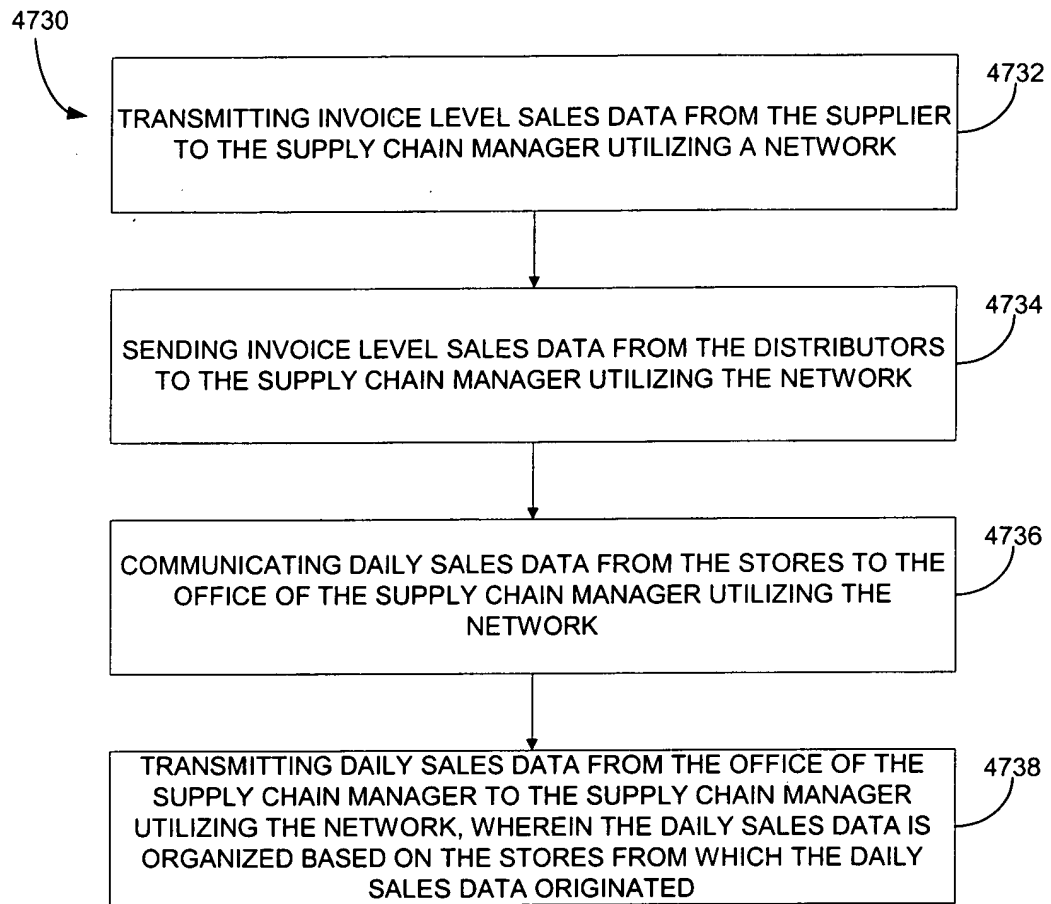 4730
4732
TRANSMITTING INVOICE LEVEL SALES DATA FROM THE SUPPLIER
TO THE SUPPLY CHAIN MANAGER UTILIZING A NETWORK
4734
SENDING INVOICE LEVEL SALES DATA FROM THE DISTRIBUTORS
TO THE SUPPLY CHAIN MANAGER UTILIZING THE NETWORK
4736
COMMUNICATING DAILY SALES DATA FROM THE STORES TO THE
OFFICE OF THE SUPPLY CHAIN MANAGER UTILIZING THE
NETWORK
4738
TRANSMITTING DAILY SALES DATA FROM THE OFFICE OF THE
SUPPLY CHAIN MANAGER TO THE SUPPLY CHAIN MANAGER
UTILIZING THE NETWORK, WHEREIN THE DAILY SALES DATA IS
ORGANIZED BASED ON THE STORES FROM WHICH THE DAILY
SALES DATA ORIGINATED